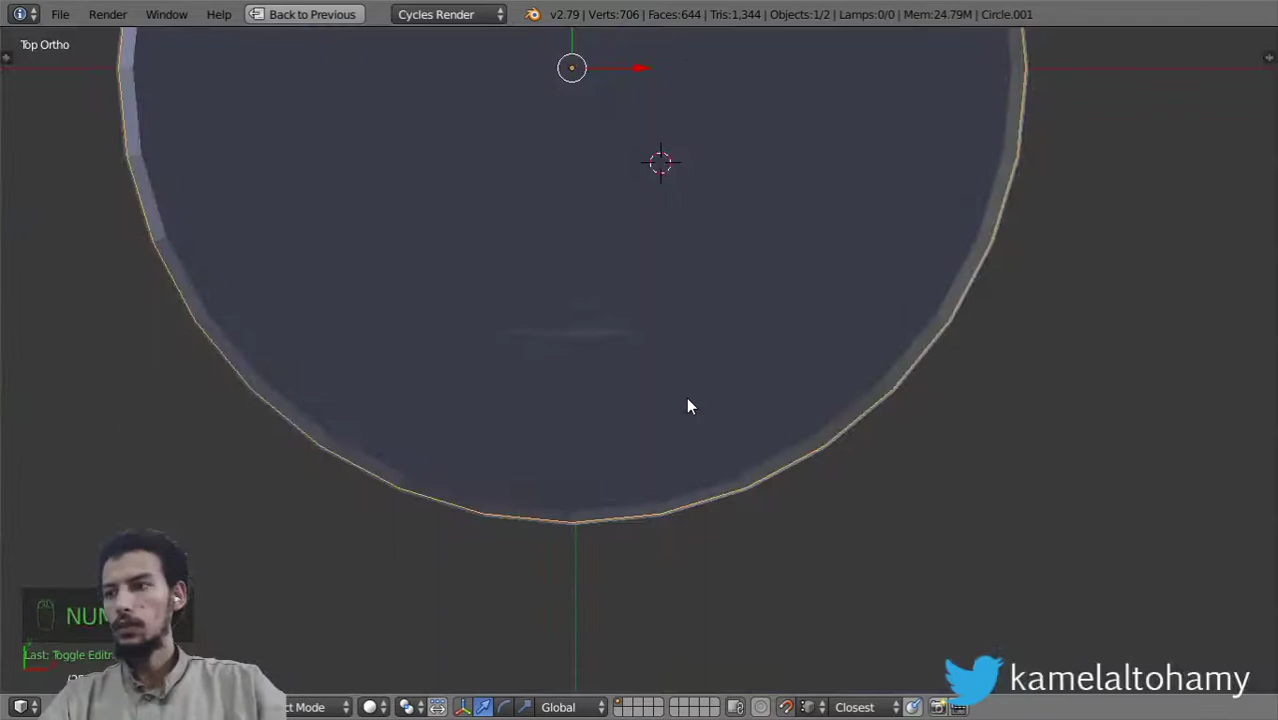 File Render Window Help Back to Previous Cycles Render v2.79 | Verts:706 | Faces:644 | Tris:1,344 | Objects:1/2 | Lamps:0/0 | Mem:24.79M | Circle.001
Top Ortho
NUM
Last: Toggle Editm
kamelaltohamy
Mode Global Closest